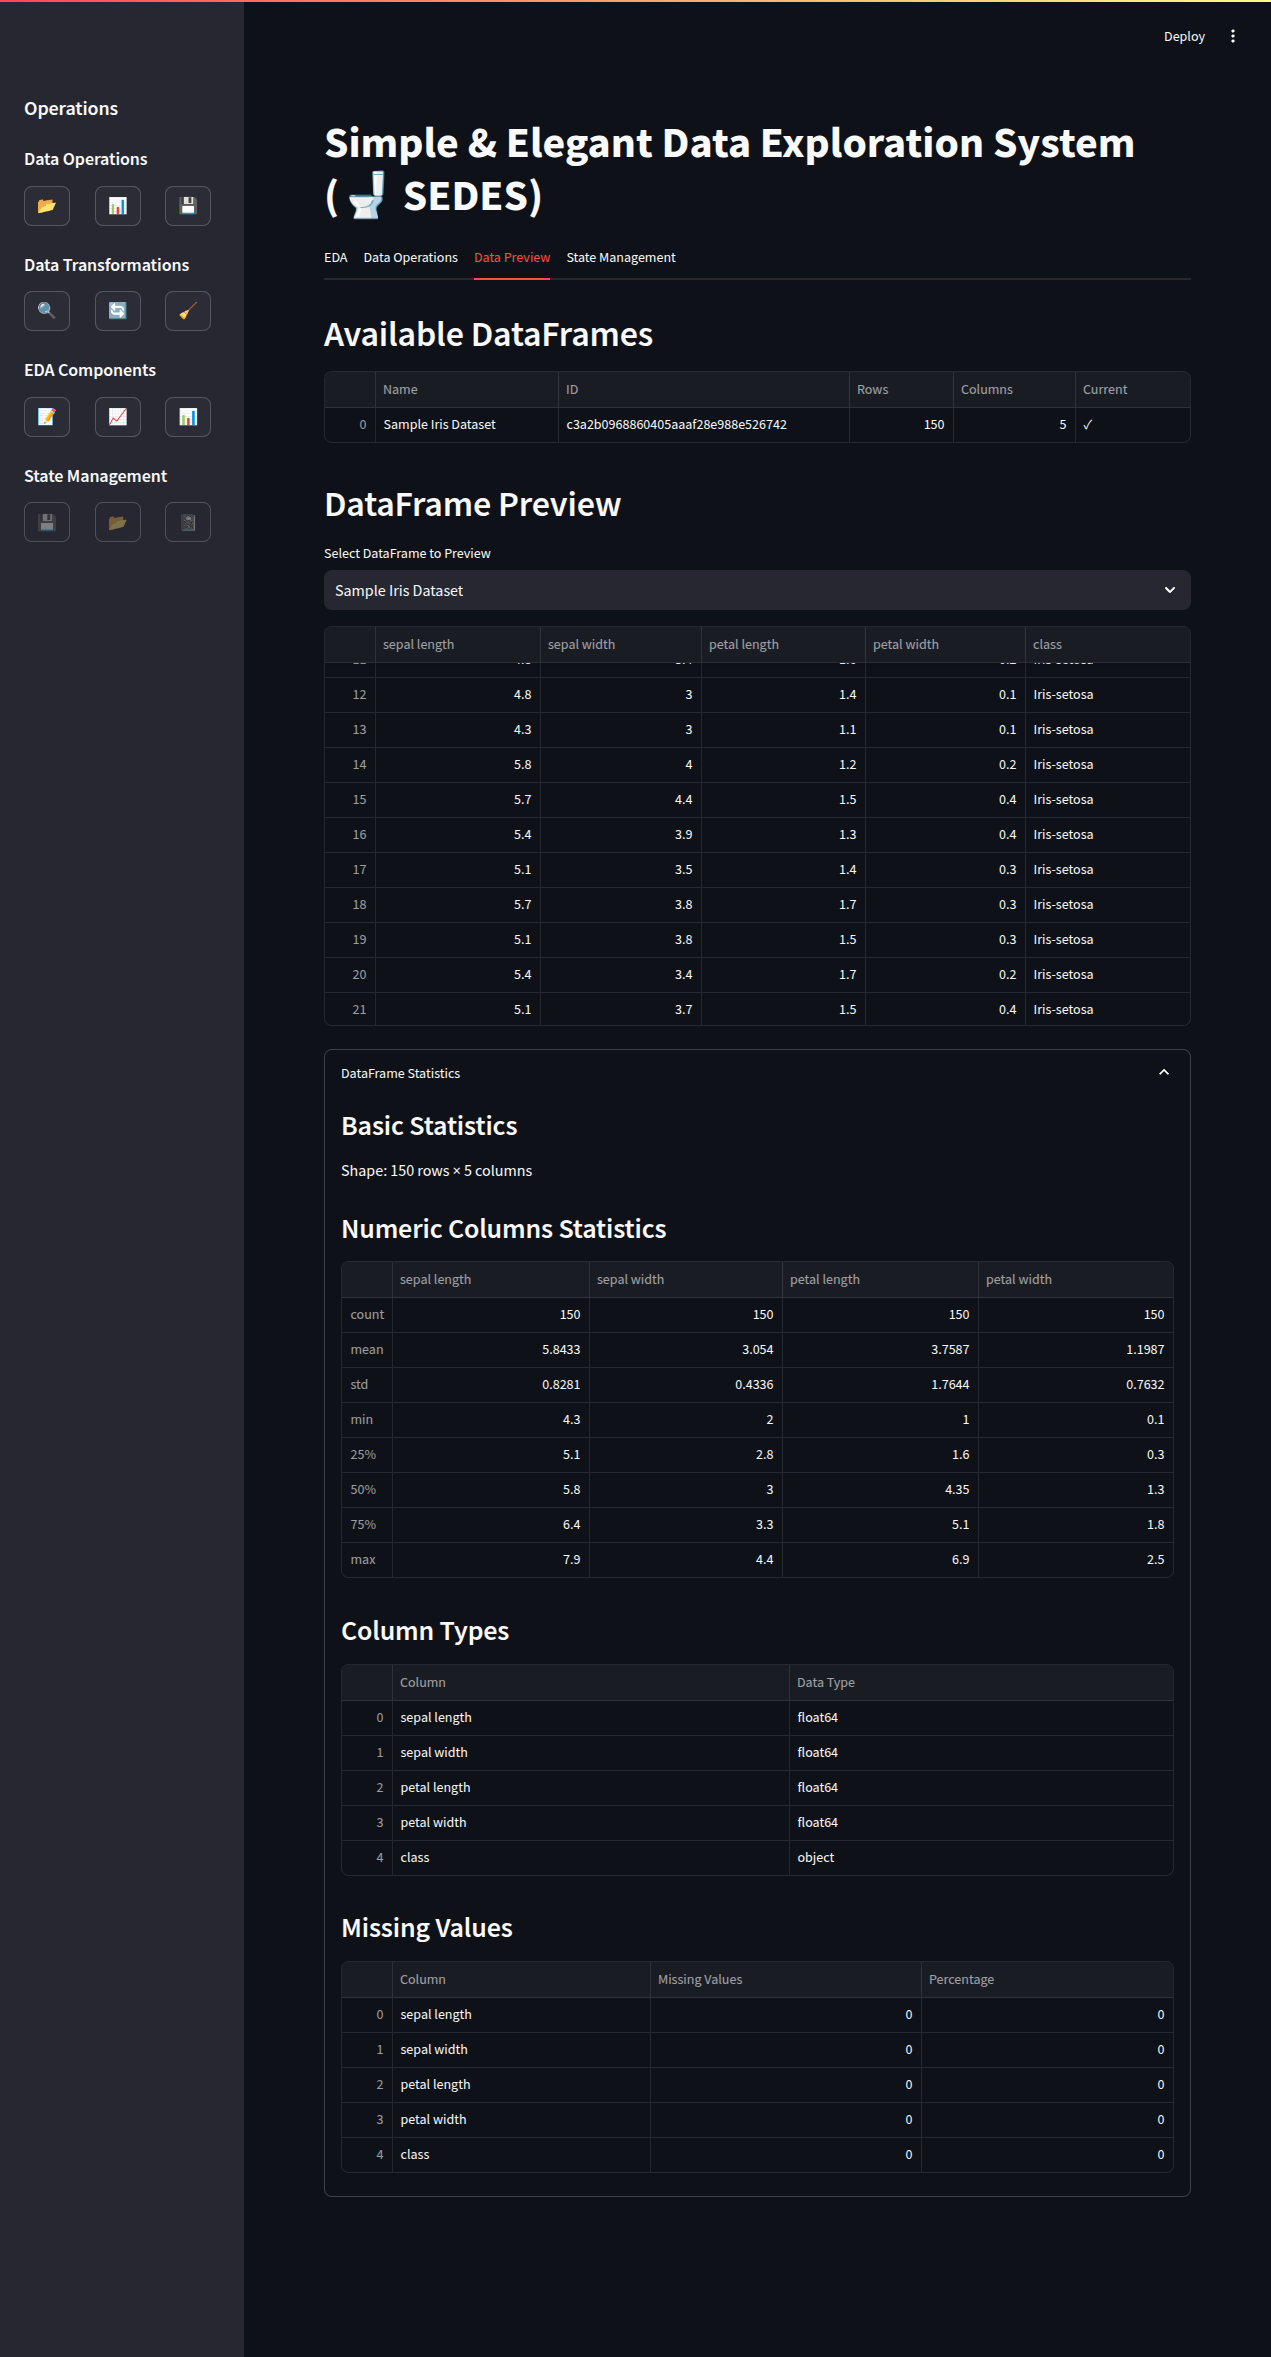 Deploy
Operations
Data Operations
Data Transformations
EDA Components
State Management
Simple & Elegant Data Exploration System
(🚽 SEDES)
EDA Data Operations Data Preview State Management
Available DataFrames
Name ID Rows Columns Current
0 Sample Iris Dataset c3a2b0968860405aaaf28e988e526742 150 5 ✓
DataFrame Preview
Select DataFrame to Preview
Sample Iris Dataset
sepal length sepal width petal length petal width class
12 4.8 3 1.4 0.1 Iris-setosa
13 4.3 3 1.1 0.1 Iris-setosa
14 5.8 4 1.2 0.2 Iris-setosa
15 5.7 4.4 1.5 0.4 Iris-setosa
16 5.4 3.9 1.3 0.4 Iris-setosa
17 5.1 3.5 1.4 0.3 Iris-setosa
18 5.7 3.8 1.7 0.3 Iris-setosa
19 5.1 3.8 1.5 0.3 Iris-setosa
20 5.4 3.4 1.7 0.2 Iris-setosa
21 5.1 3.7 1.5 0.4 Iris-setosa
DataFrame Statistics
Basic Statistics
Shape: 150 rows × 5 columns
Numeric Columns Statistics
sepal length sepal width petal length petal width
count 150 150 150 150
mean 5.8433 3.054 3.7587 1.1987
std 0.8281 0.4336 1.7644 0.7632
min 4.3 2 1 0.1
25% 5.1 2.8 1.6 0.3
50% 5.8 3 4.35 1.3
75% 6.4 3.3 5.1 1.8
max 7.9 4.4 6.9 2.5
Column Types
Column Data Type
0 sepal length float64
1 sepal width float64
2 petal length float64
3 petal width float64
4 class object
Missing Values
Column Missing Values Percentage
0 sepal length 0 0
1 sepal width 0 0
2 petal length 0 0
3 petal width 0 0
4 class 0 0